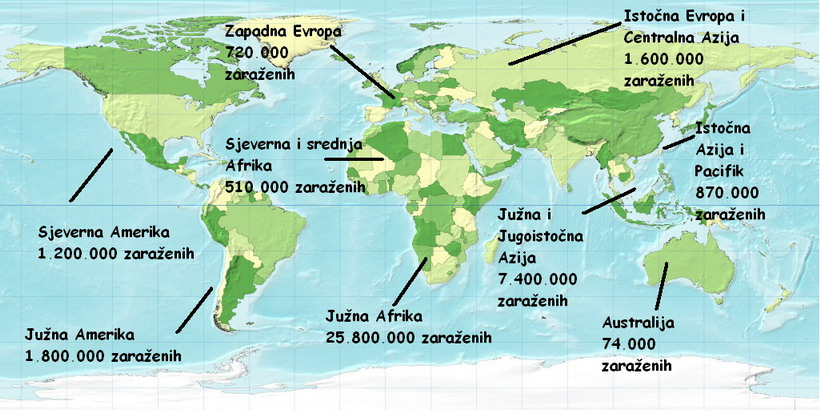 Zapadna Evropa
720.000
zaraženih
Istočna Evropa i
Centralna Azija
1.600.000
zaraženih
Sjeverna i srednja
Afrika
510.000 zaraženih
Istočna
Azija i
Pacifik
870.000
zaraženih
Sjeverna Amerika
1.200.000 zaraženih
Južna i
Jugoistočna
Azija
7.400.000
zaraženih
Južna Amerika
1.800.000 zaraženih
Južna Afrika
25.800.000 zaraženih
Australija
74.000
zaraženih